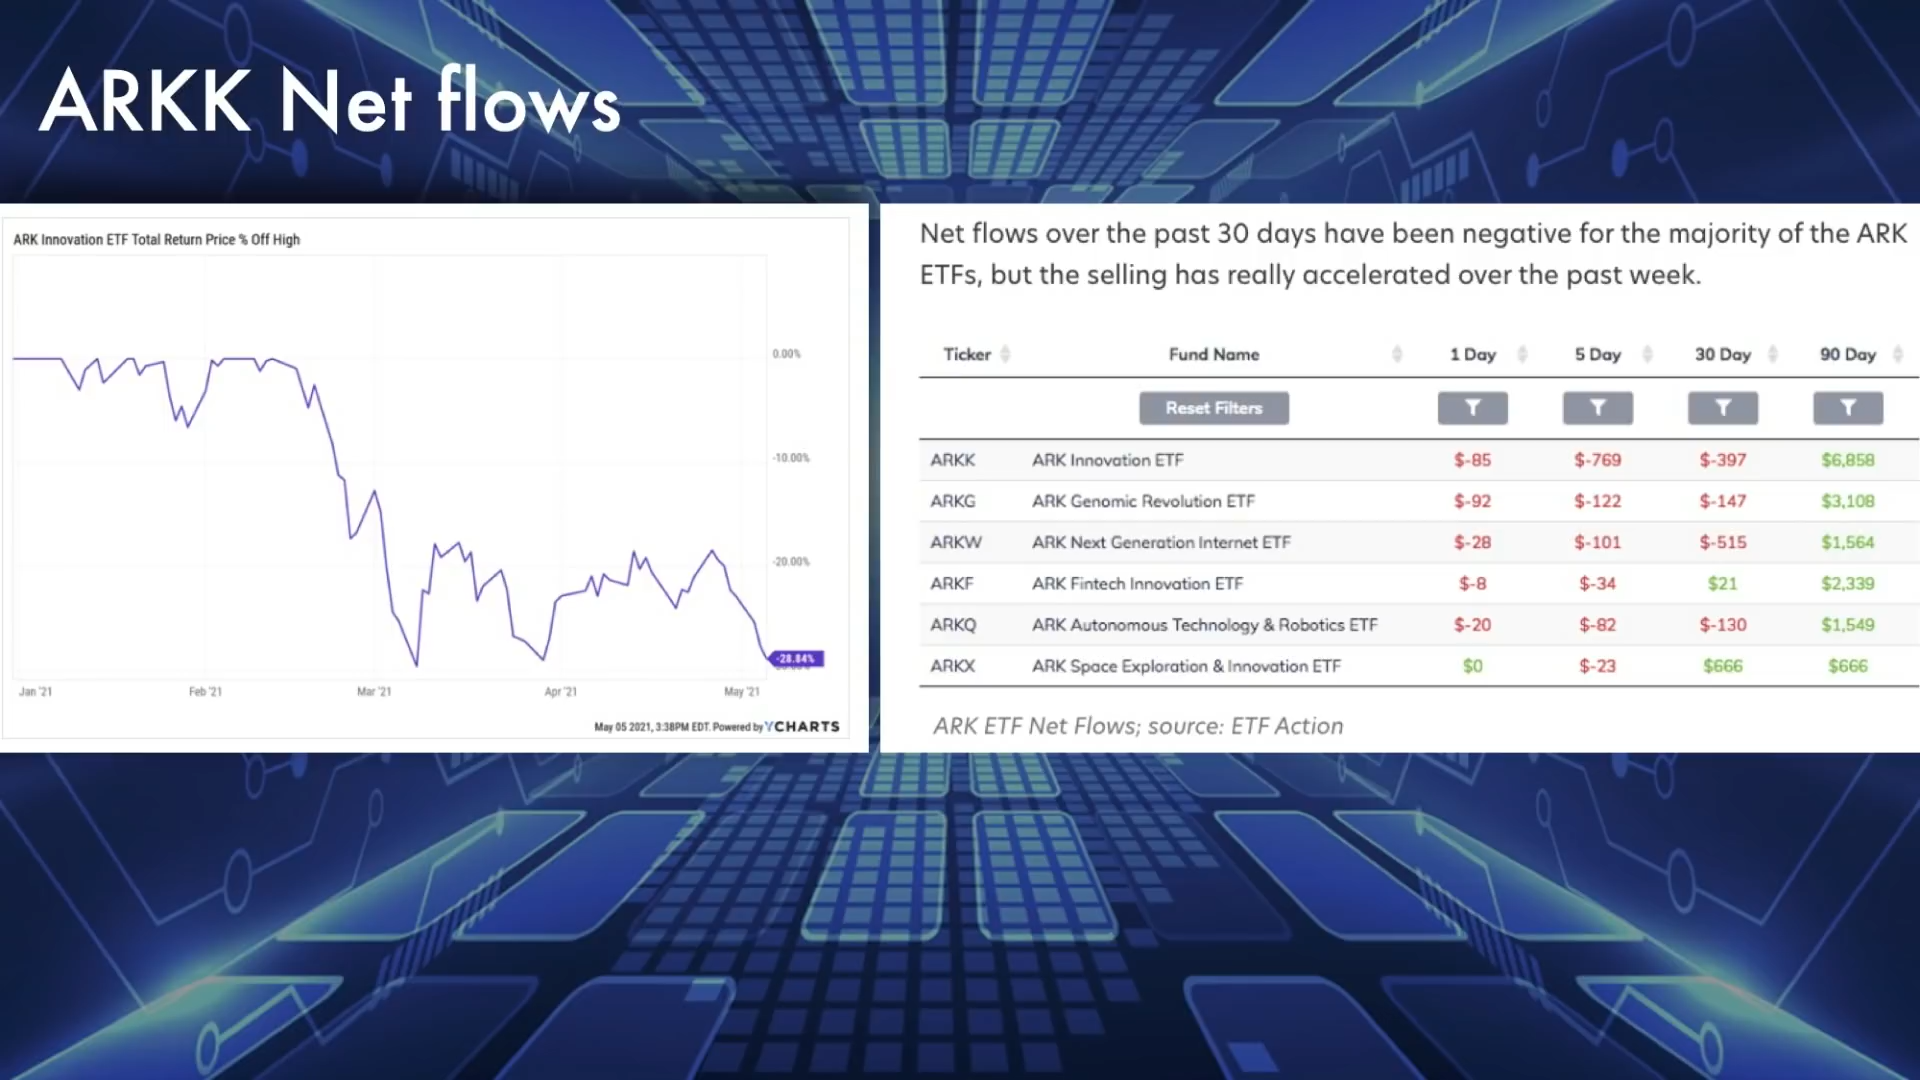 ARKK Net flows
ARK Innovation ETF Total Return Price % Off High
0.00%
-10.00%
-20.00%
-28.84%
Jan '21 Feb '21 Mar '21 Apr '21 May '21
May 05 2021, 3:38PM EDT. Powered by YCHARTS
Net flows over the past 30 days have been negative for the majority of the ARK
ETFs, but the selling has really accelerated over the past week.
Ticker Fund Name 1 Day 5 Day 30 Day 90 Day
Reset Filters
ARKK ARK Innovation ETF $-85 $-769 $-397 $6,858
ARKG ARK Genomic Revolution ETF $-92 $-122 $-147 $3,108
ARKW ARK Next Generation Internet ETF $-28 $-101 $-515 $1,564
ARKF ARK Fintech Innovation ETF $-8 $-34 $21 $2,339
ARKQ ARK Autonomous Technology & Robotics ETF $-20 $-82 $-130 $1,549
ARKX ARK Space Exploration & Innovation ETF $0 $-23 $666 $666
ARK ETF Net Flows; source: ETF Action